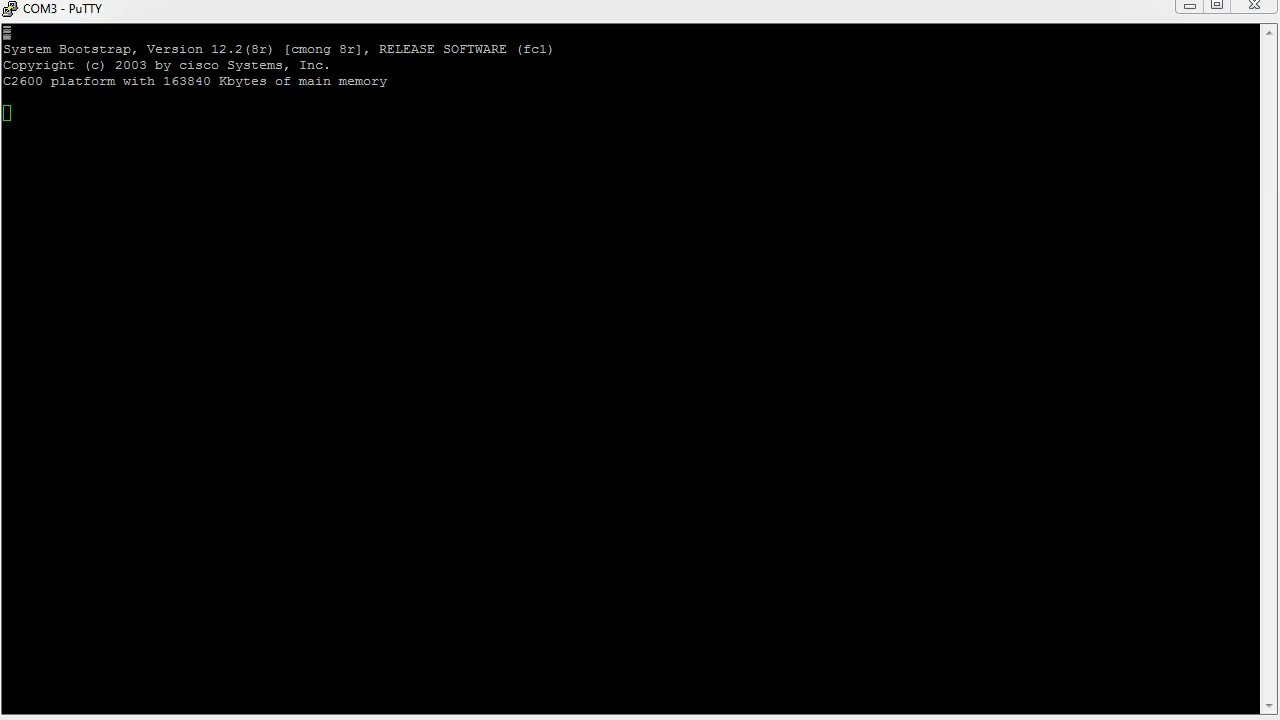 COM3 - PuTTY
System Bootstrap, Version 12.2(8r) [cmong 8r], RELEASE SOFTWARE (fc1)
Copyright (c) 2003 by cisco Systems, Inc.
C2600 platform with 163840 Kbytes of main memory